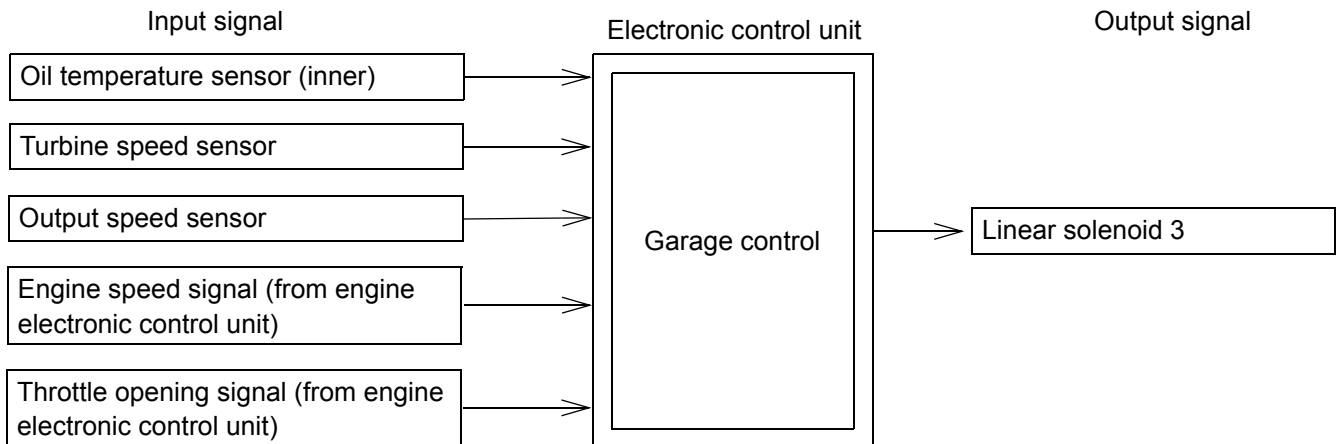 Input signal
Electronic control unit
Output signal
Oil temperature sensor (inner)
Turbine speed sensor
Output speed sensor
Engine speed signal (from engine
electronic control unit)
Throttle opening signal (from engine
electronic control unit)
Garage control
Linear solenoid 3